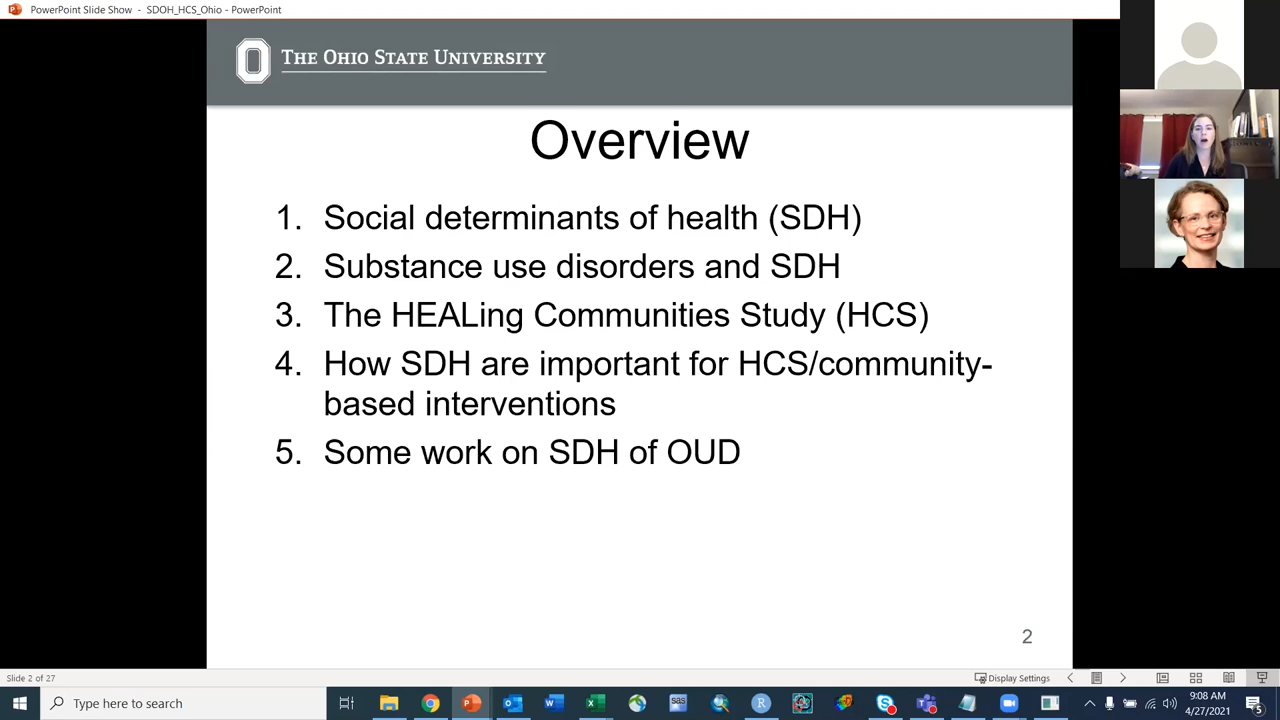 PowerPoint Slide Show - SDOH_HCS_Ohio - PowerPoint
THE OHIO STATE UNIVERSITY
Overview
1. Social determinants of health (SDH)
2. Substance use disorders and SDH
3. The HEALing Communities Study (HCS)
4. How SDH are important for HCS/community-
based interventions
5. Some work on SDH of OUD
2
Slide 2 of 27
Display Settings
Type here to search
9:08 AM
4/27/2021